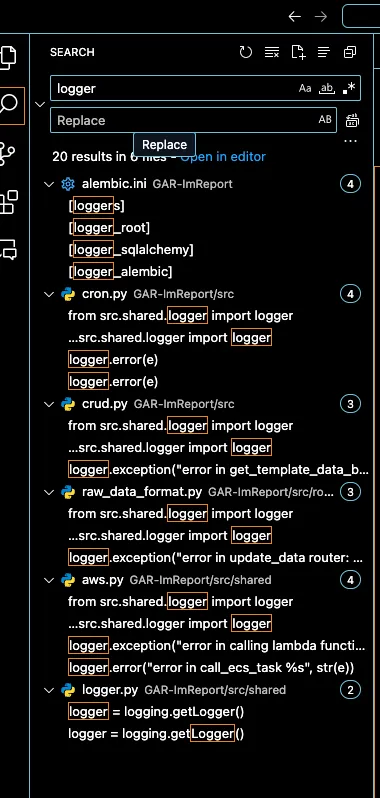 SEARCH
logger
Aa
ab
Replace
AB
Replace
20 results in 6 files - Open in editor
alembic.ini GAR-ImReport 4
[loggers]
[logger_root]
[logger_sqlalchemy]
[logger_alembic]
cron.py GAR-ImReport/src 4
from src.shared.logger import logger
...src.shared.logger import logger
logger.error(e)
logger.error(e)
crud.py GAR-ImReport/src 3
from src.shared.logger import logger
...src.shared.logger import logger
logger.exception("error in get_template_data_b...
raw_data_format.py GAR-ImReport/src/ro... 3
from src.shared.logger import logger
...src.shared.logger import logger
logger.exception("error in update_data router: ...
aws.py GAR-ImReport/src/shared 4
from src.shared.logger import logger
...src.shared.logger import logger
logger.exception("error in calling lambda functi...
logger.error("error in call_ecs_task %s", str(e))
logger.py GAR-ImReport/src/shared 2
logger = logging.getLogger()
logger = logging.getLogger()